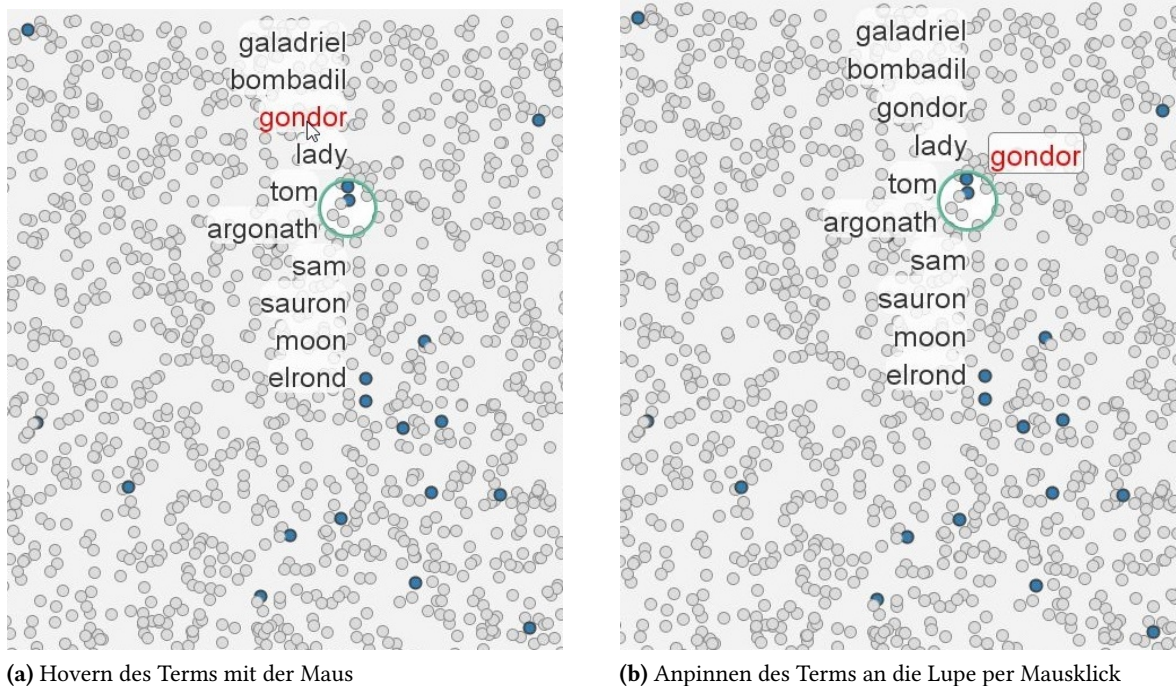 galadriel
bombadil
gondor
lady
tom
argonath
sam
sauron
moon
elrond
(a) Hovern des Terms mit der Maus
galadriel
bombadil
gondor
lady
gondor
tom
argonath
sam
sauron
moon
elrond
(b) Anpinnen des Terms an die Lupe per Mausklick